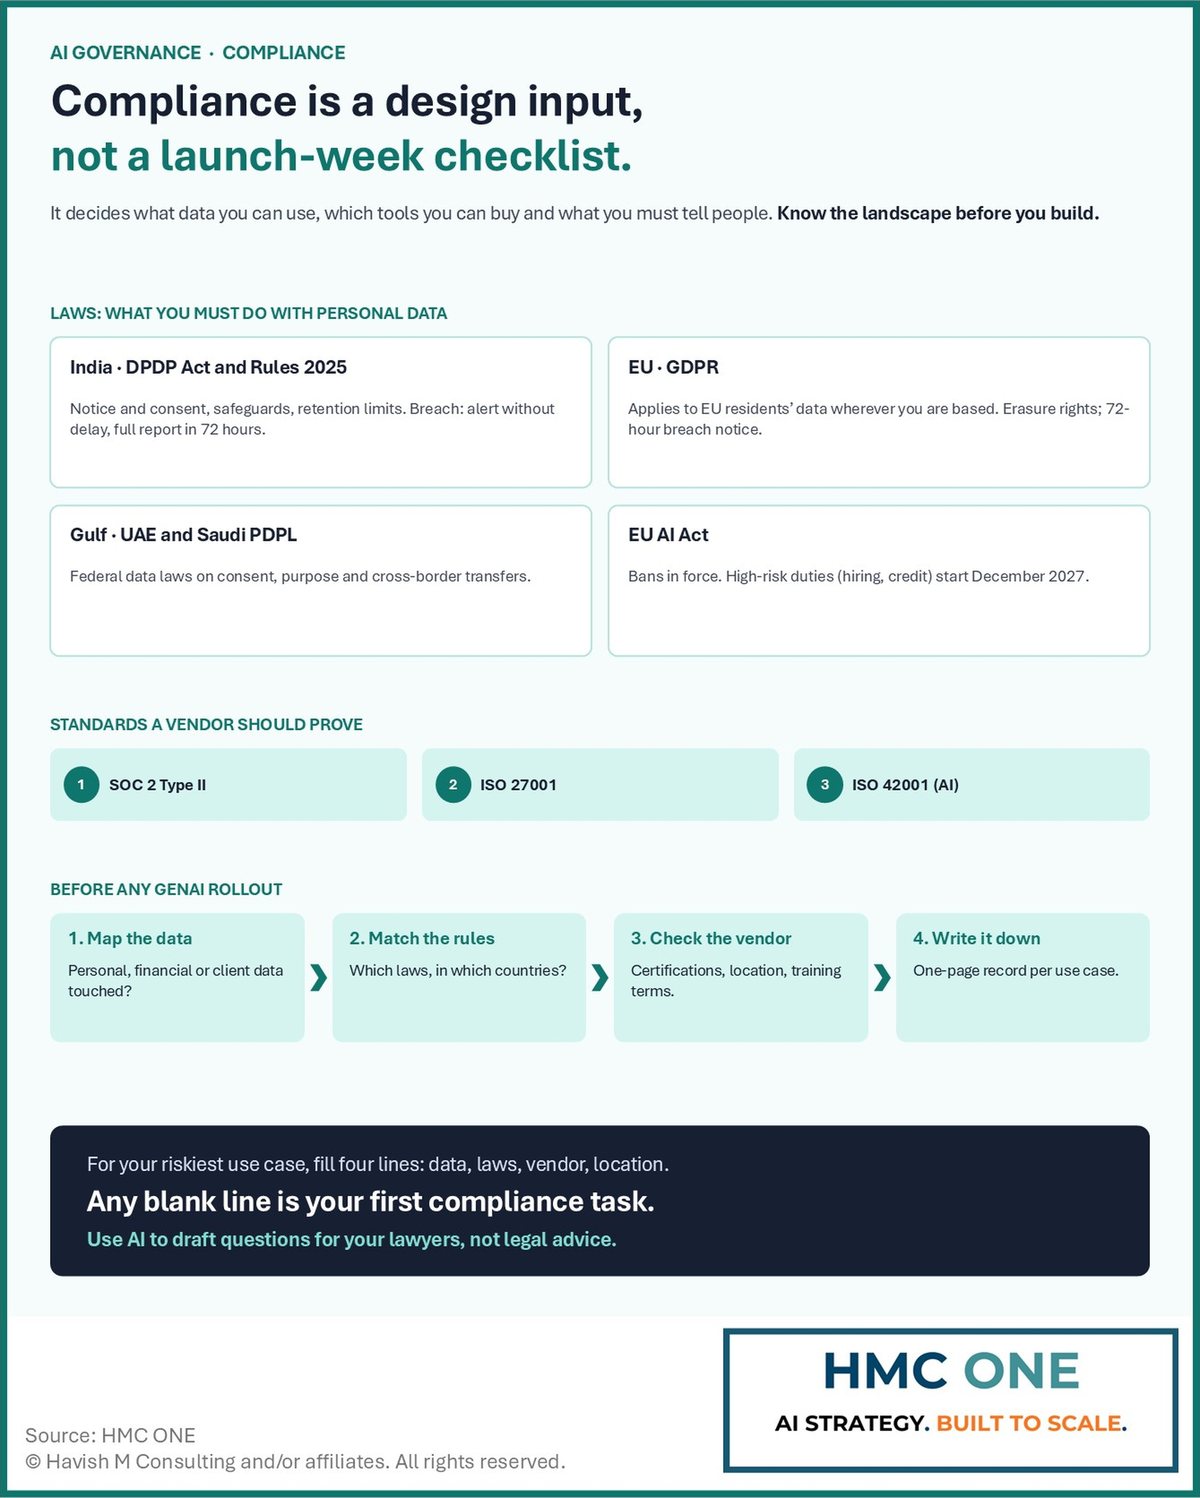 AI GOVERNANCE · COMPLIANCE
Compliance is a design input,
not a launch-week checklist.
It decides what data you can use, which tools you can buy and what you must tell people. Know the landscape before you build.
LAWS: WHAT YOU MUST DO WITH PERSONAL DATA
India · DPDP Act and Rules 2025
Notice and consent, safeguards, retention limits. Breach: alert without
delay, full report in 72 hours.
EU · GDPR
Applies to EU residents’ data wherever you are based. Erasure rights; 72-
hour breach notice.
Gulf · UAE and Saudi PDPL
Federal data laws on consent, purpose and cross-border transfers.
EU AI Act
Bans in force. High-risk duties (hiring, credit) start December 2027.
STANDARDS A VENDOR SHOULD PROVE
1 SOC 2 Type II
2 ISO 27001
3 ISO 42001 (AI)
BEFORE ANY GENAI ROLLOUT
1. Map the data
Personal, financial or client data
touched?
2. Match the rules
Which laws, in which countries?
3. Check the vendor
Certifications, location, training
terms.
4. Write it down
One-page record per use case.
For your riskiest use case, fill four lines: data, laws, vendor, location.
Any blank line is your first compliance task.
Use AI to draft questions for your lawyers, not legal advice.
HMC ONE
AI STRATEGY. BUILT TO SCALE.
Source: HMC ONE
© Havish M Consulting and/or affiliates. All rights reserved.